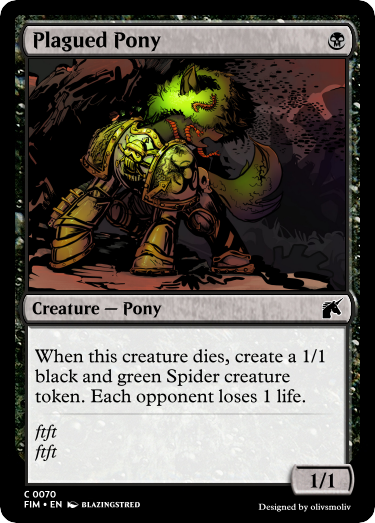 Plagued Pony
Creature — Pony
When this creature dies, create a 1/1
black and green Spider creature
token. Each opponent loses 1 life.
ftft
ftft
1/1
C 0070
FIM • EN BLAZINGSTRED
Designed by olivsmoliv